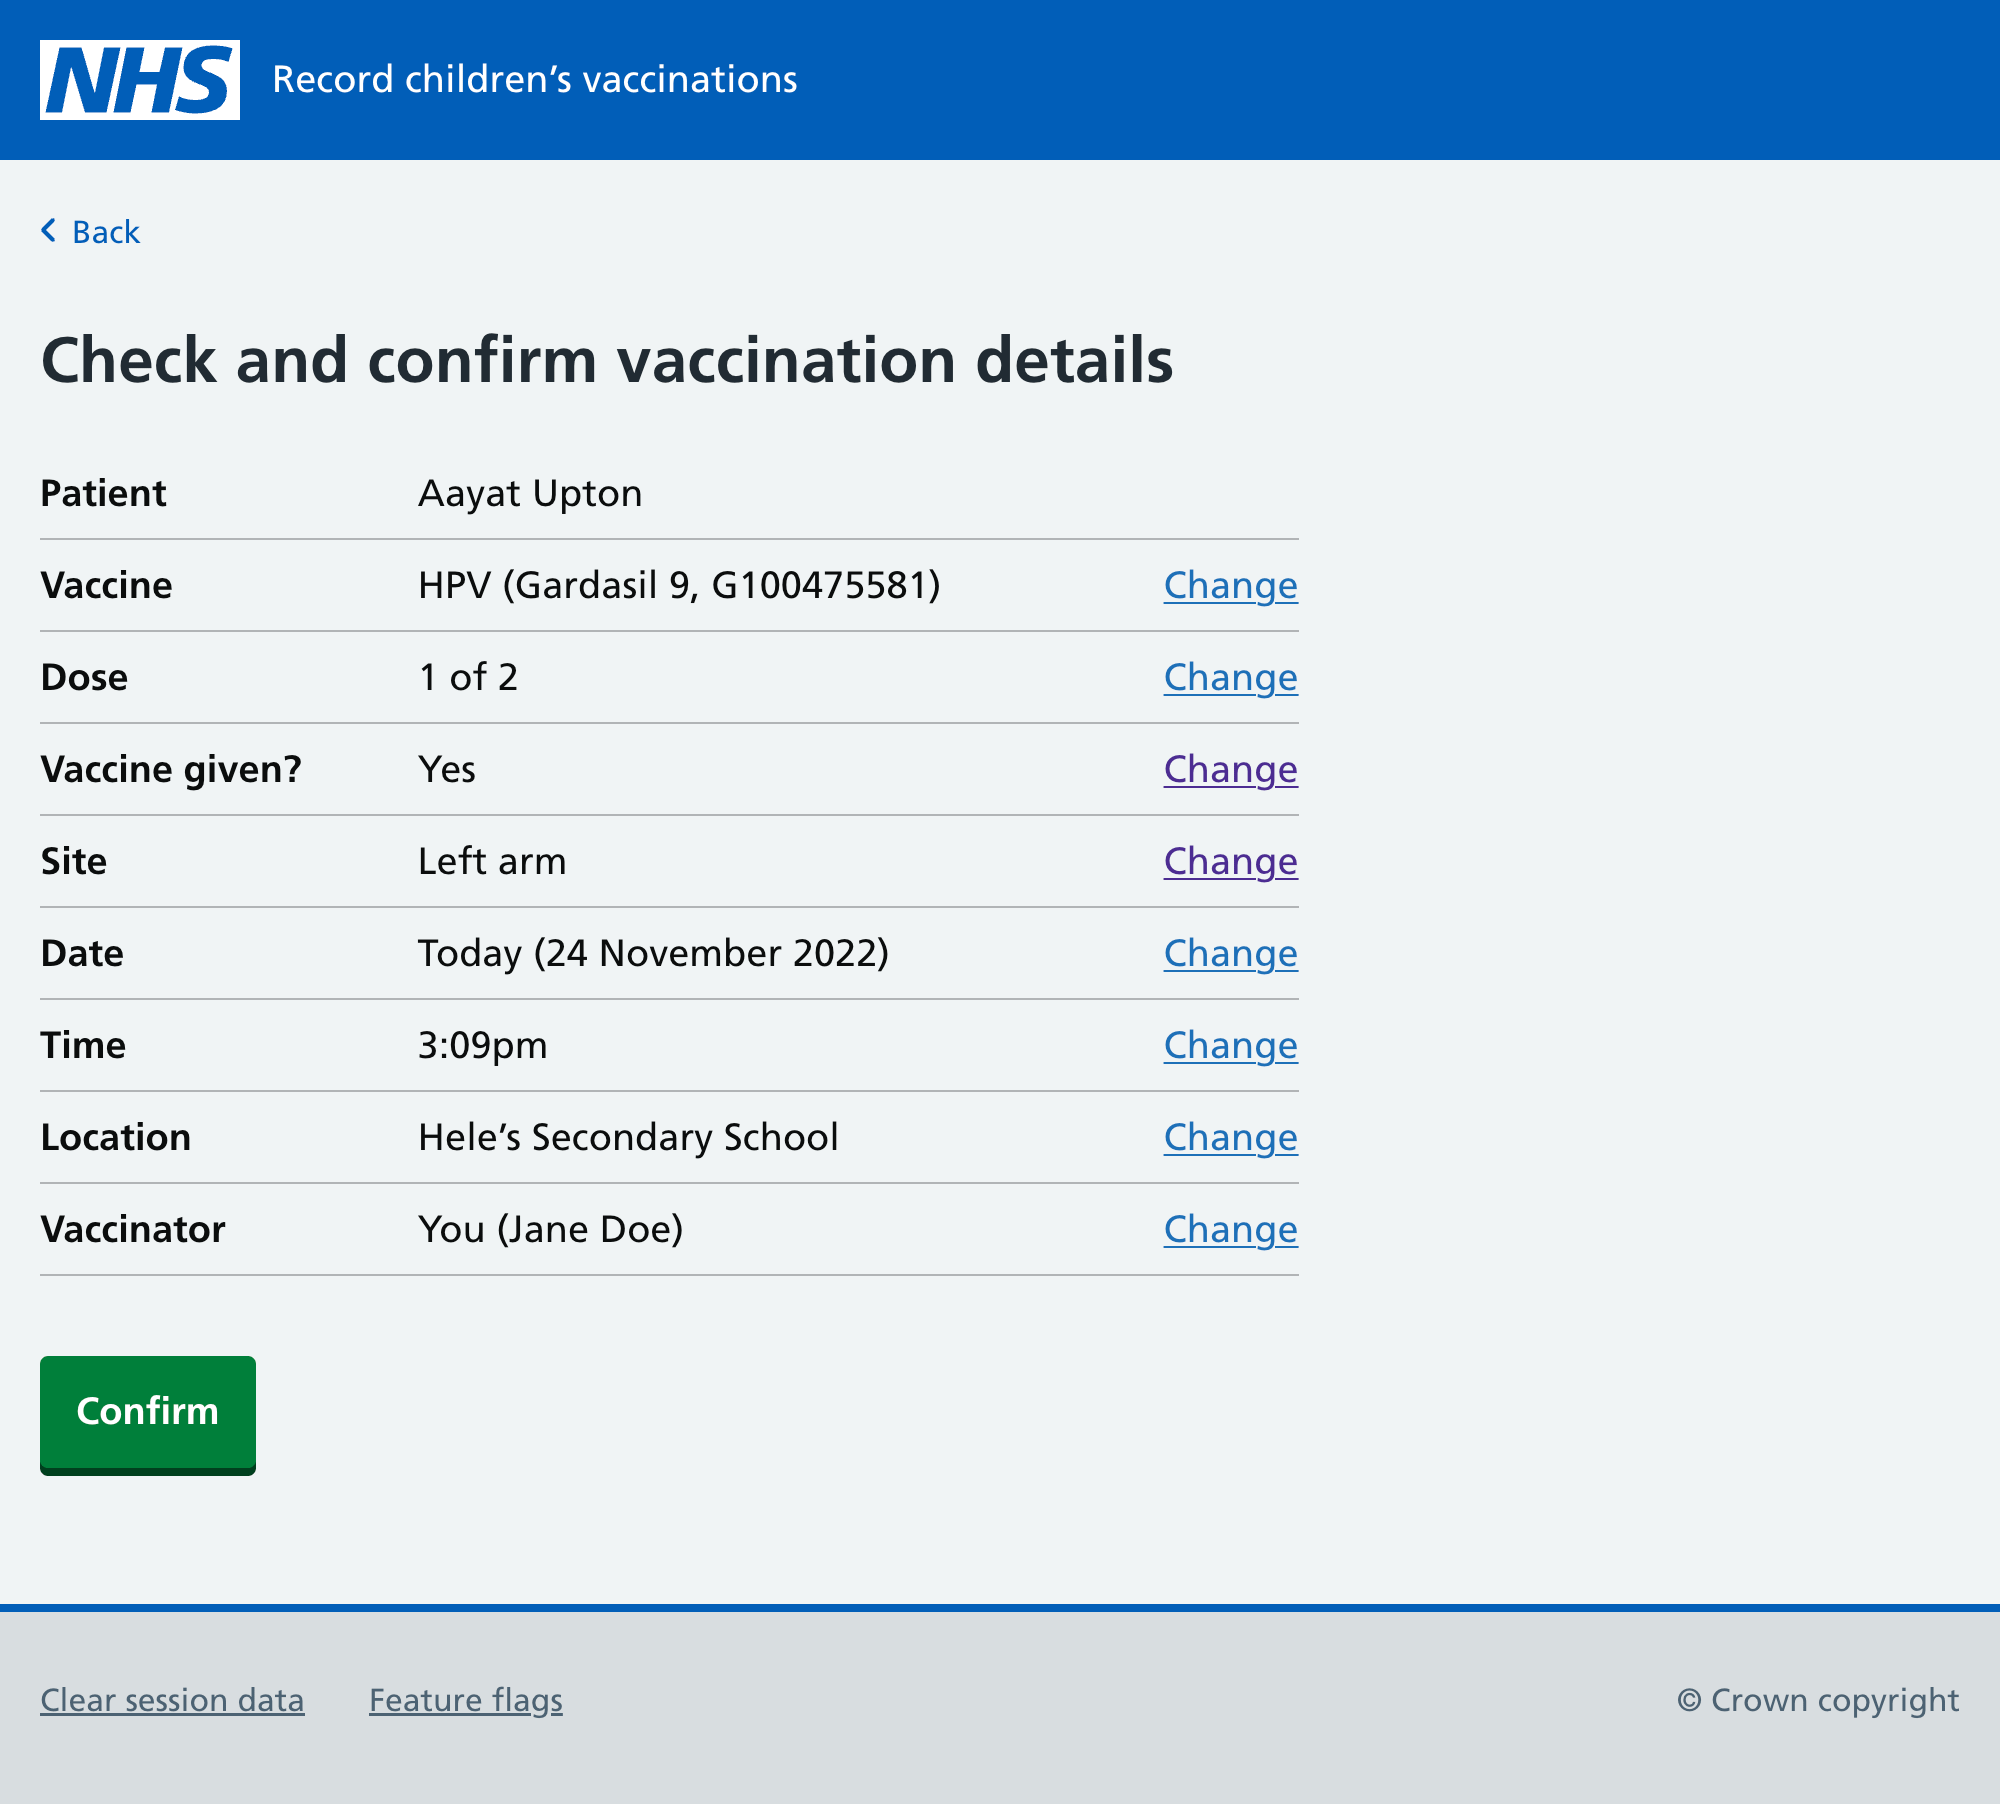 NHS Record children’s vaccinations
Back
Check and confirm vaccination details
Patient Aayat Upton
Vaccine HPV (Gardasil 9, G100475581) Change
Dose 1 of 2 Change
Vaccine given? Yes Change
Site Left arm Change
Date Today (24 November 2022) Change
Time 3:09pm Change
Location Hele’s Secondary School Change
Vaccinator You (Jane Doe) Change
Confirm
Clear session data Feature flags © Crown copyright